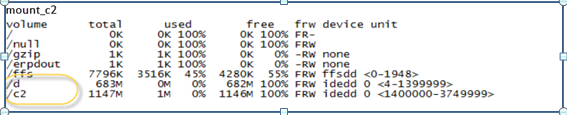 mount_c2
volume total used free frw device unit
/ 0K 0K 100% 0K 100% FR-
/null 0K 0K 100% 0K 100% FRW
/gzip 1K 1K 100% 0K 0% -RW none
/erpdout 1K 1K 100% 0K 0% -RW none
/ffs 7796K 3516K 45% 4280K 55% FRW ffsdd <0-1948>
/d 683M 0M 0% 682M 100% FRW idedd 0 <4-1399999>
/c2 1147M 1M 0% 1146M 100% FRW idedd 0 <1400000-3749999>